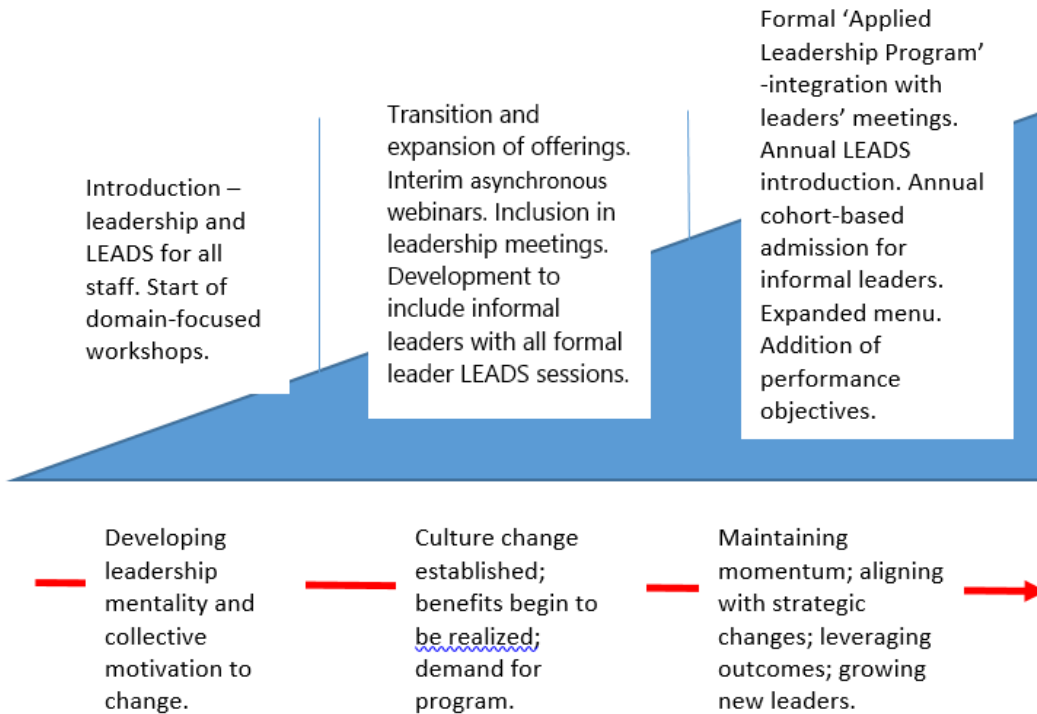 Introduction –
leadership and
LEADS for all
staff. Start of
domain-focused
workshops.
Transition and
expansion of offerings.
Interim asynchronous
webinars. Inclusion in
leadership meetings.
Development to
include informal
leaders with all formal
leader LEADS sessions.
Formal ‘Applied
Leadership Program’
-integration with
leaders’ meetings.
Annual LEADS
introduction. Annual
cohort-based
admission for
informal leaders.
Expanded menu.
Addition of
performance
objectives.
Developing
leadership
mentality and
collective
motivation to
change.
Culture change
established;
benefits begin to
be realized;
demand for
program.
Maintaining
momentum; aligning
with strategic
changes; leveraging
outcomes; growing
new leaders.